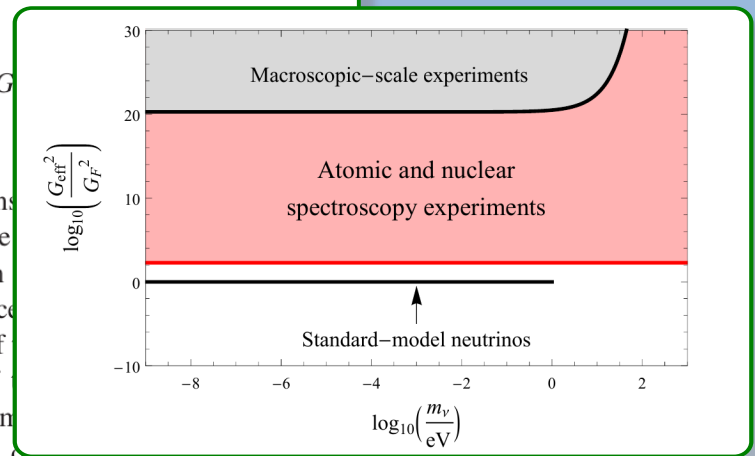 G
30
Macroscopic−scale experiments
20
log10(Geff²/GF²)
Atomic and nuclear
10
spectroscopy experiments
0
Standard−model neutrinos
−10
−8 −6 −4 −2 0 2
log10(mν/eV)